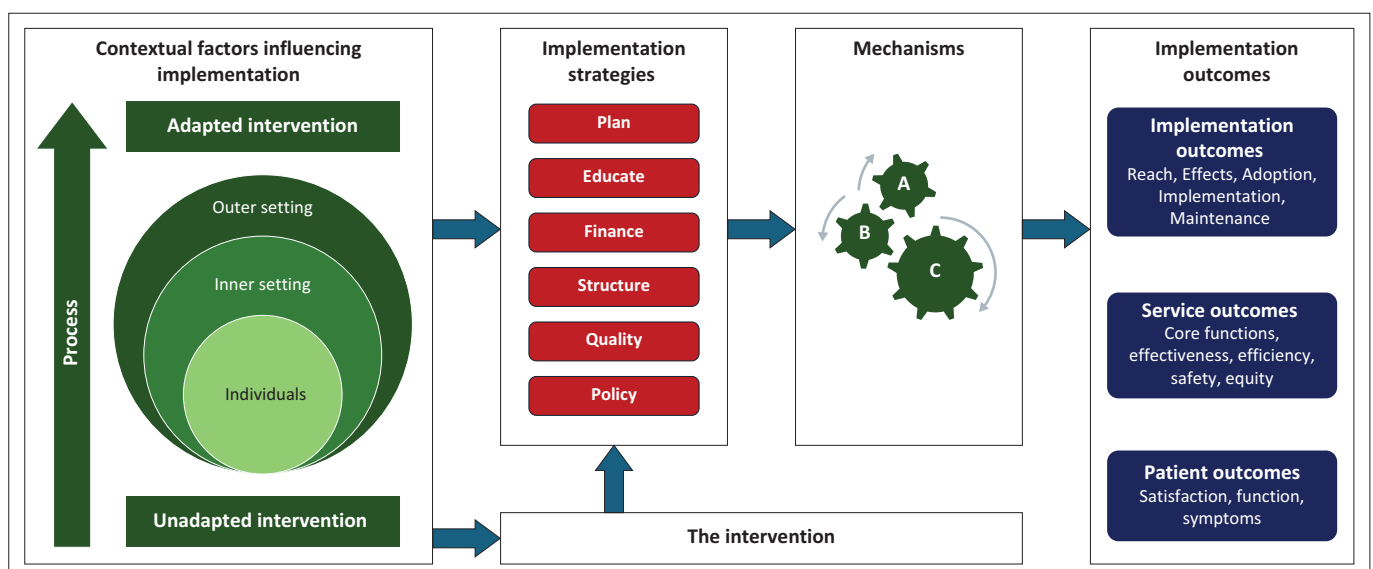 Contextual factors influencing
implementation
Process
Adapted intervention
Outer setting
Inner setting
Individuals
Unadapted intervention
Implementation
strategies
Plan
Educate
Finance
Structure
Quality
Policy
The intervention
Mechanisms
A
B
C
Implementation
outcomes
Implementation
outcomes
Reach, Effects, Adoption,
Implementation,
Maintenance
Service outcomes
Core functions,
effectiveness, efficiency,
safety, equity
Patient outcomes
Satisfaction, function,
symptoms